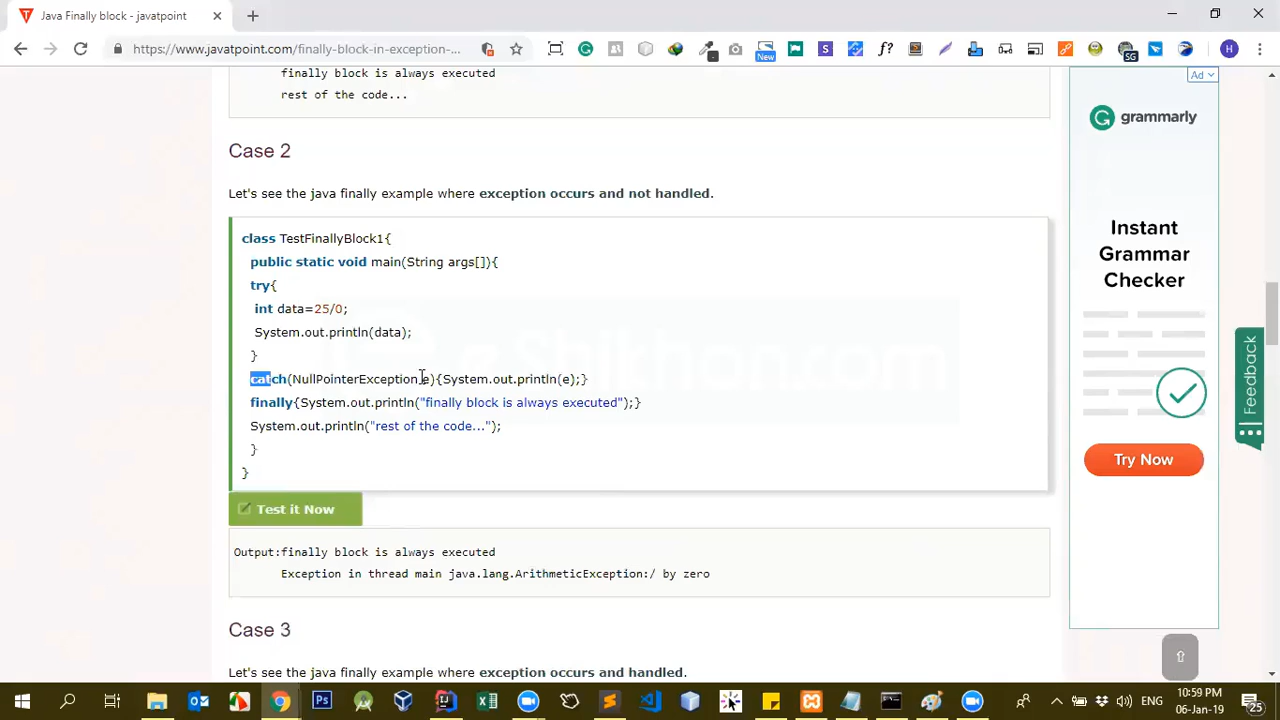 Java Finally block - javatpoint
https://www.javatpoint.com/finally-block-in-exception-...
New
SG
H
finally block is always executed
rest of the code...
Ad
grammarly
Case 2
Let's see the java finally example where exception occurs and not handled.
class TestFinallyBlock1{
public static void main(String args[]){
try{
int data=25/0;
System.out.println(data);
}
catch(NullPointerException e){System.out.println(e);}
finally{System.out.println("finally block is always executed");}
System.out.println("rest of the code...");
}
}
Test it Now
Output:finally block is always executed
Exception in thread main java.lang.ArithmeticException:/ by zero
Case 3
Let's see the java finally example where exception occurs and handled.
Instant
Grammar
Checker
Try Now
Feedback
ENG
10:59 PM
06-Jan-19
25